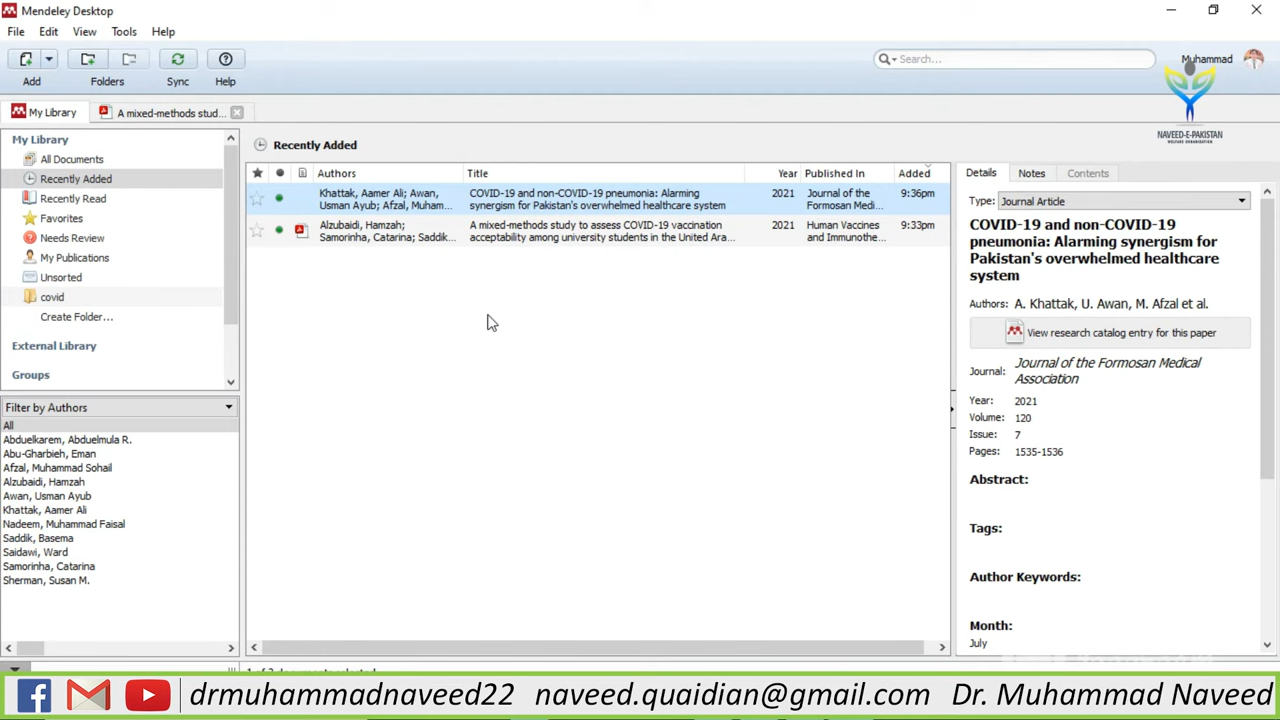 Mendeley Desktop
File Edit View Tools Help
Add Folders Sync Help
Search...
Muhammad
NAVEED-E-PAKISTAN
WELFARE ORGANIZATION
My Library
A mixed-methods stud...
My Library
All Documents
Recently Added
Recently Read
Favorites
Needs Review
My Publications
Unsorted
covid
Create Folder...
External Library
Groups
Filter by Authors
All
Abduelkarem, Abduelmula R.
Abu-Gharbieh, Eman
Afzal, Muhammad Sohail
Alzubaidi, Hamzah
Awan, Usman Ayub
Khattak, Aamer Ali
Nadeem, Muhammad Faisal
Saddik, Basema
Saidawi, Ward
Samorinha, Catarina
Sherman, Susan M.
Recently Added
Authors Title Year Published In Added
Khattak, Aamer Ali; Awan, COVID-19 and non-COVID-19 pneumonia: Alarming 2021 Journal of the 9:36pm
Usman Ayub; Afzal, Muham... synergism for Pakistan's overwhelmed healthcare system Formosan Medi...
Alzubaidi, Hamzah; A mixed-methods study to assess COVID-19 vaccination 2021 Human Vaccines 9:33pm
Samorinha, Catarina; Saddik... acceptability among university students in the United Ara... and Immunothe...
Details Notes Contents
Type: Journal Article
COVID-19 and non-COVID-19
pneumonia: Alarming synergism for
Pakistan's overwhelmed healthcare
system
Authors: A. Khattak, U. Awan, M. Afzal et al.
View research catalog entry for this paper
Journal: Journal of the Formosan Medical
Association
Year: 2021
Volume: 120
Issue: 7
Pages: 1535-1536
Abstract:
Tags:
Author Keywords:
Month:
July
drmuhammadnaveed22 naveed.quaidian@gmail.com Dr. Muhammad Naveed